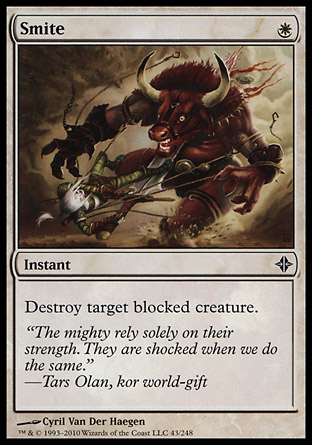 Smite
Instant
Destroy target blocked creature.
“The mighty rely solely on their
strength. They are shocked when we do
the same.”
—Tars Olan, kor world-gift
Cyril Van Der Haegen
™ & © 1993–2010 Wizards of the Coast LLC 43/248